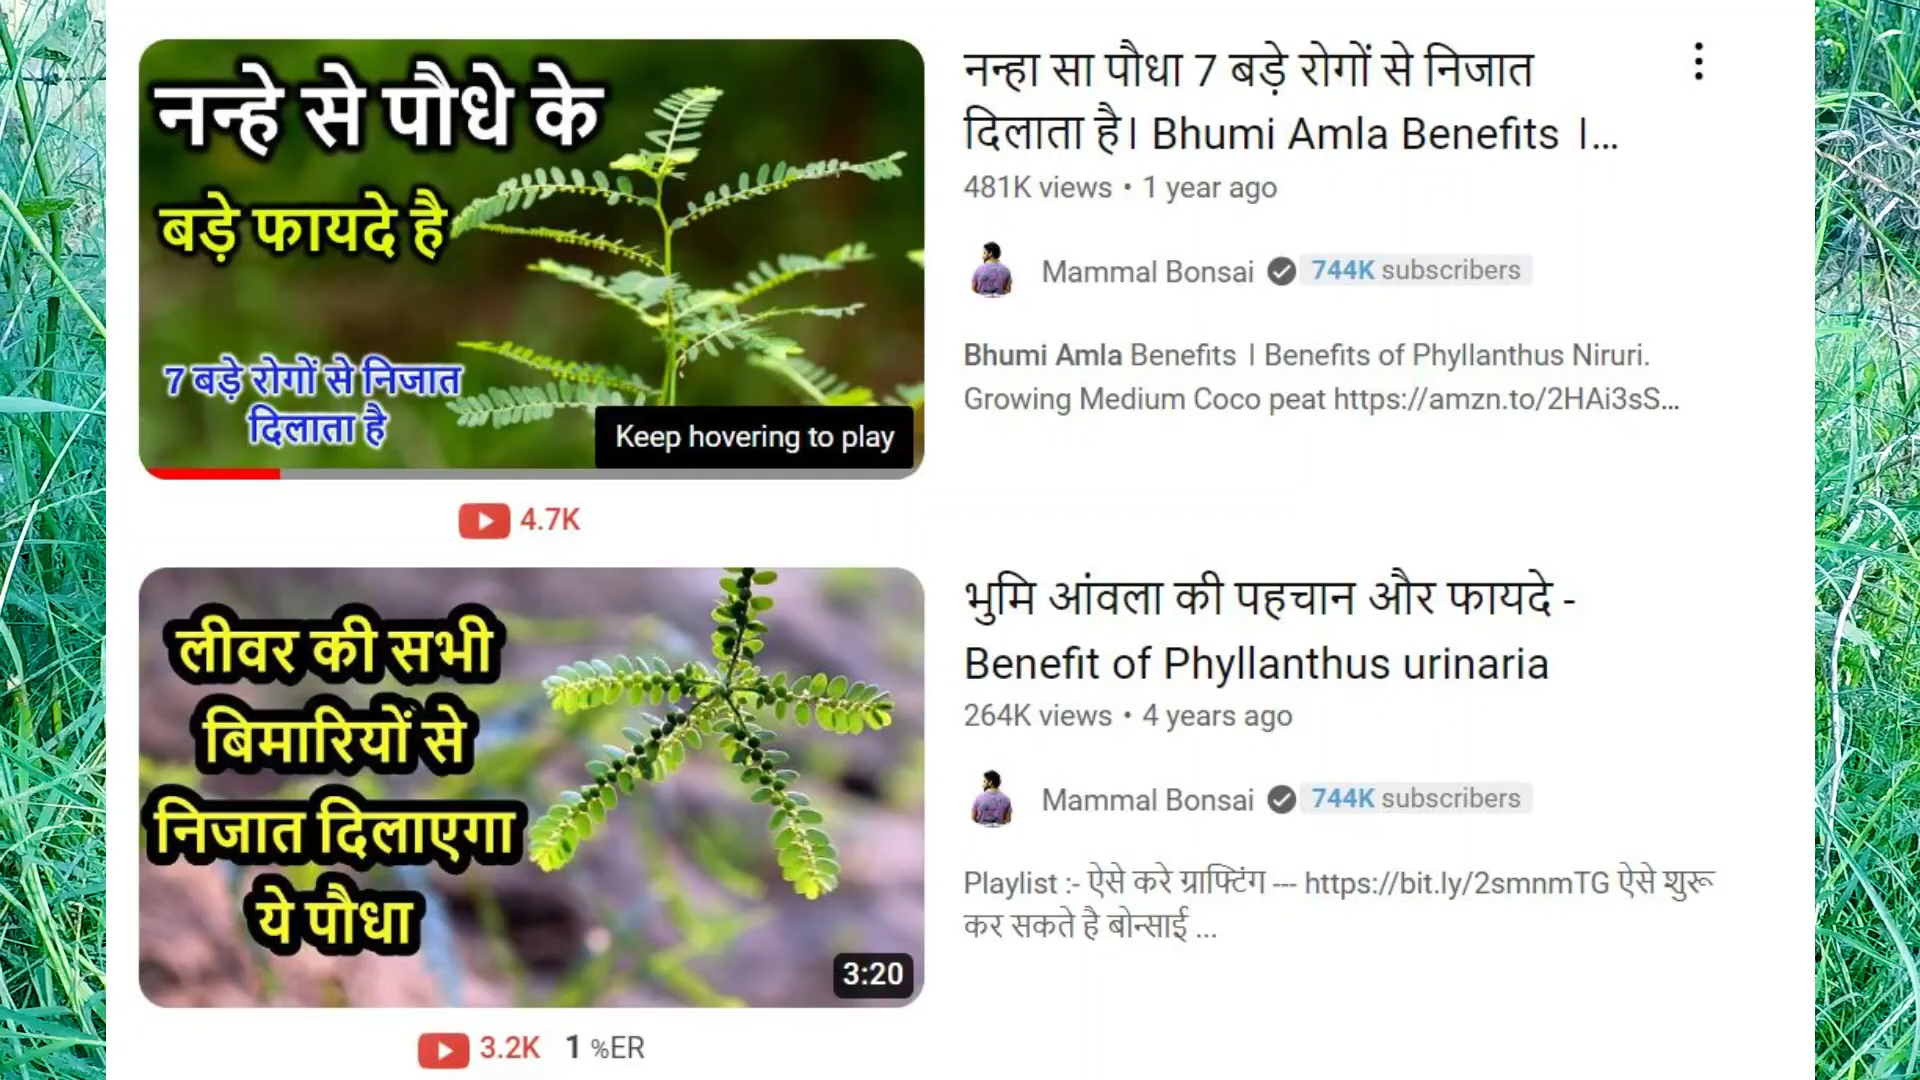 नन्हे से पौधे के
बड़े फायदे है
7 बड़े रोगों से निजात
दिलाता है
Keep hovering to play
4.7K
नन्हा सा पौधा 7 बड़े रोगों से निजात
दिलाता है। Bhumi Amla Benefits ।...
481K views • 1 year ago
Mammal Bonsai 744K subscribers
Bhumi Amla Benefits । Benefits of Phyllanthus Niruri.
Growing Medium Coco peat https://amzn.to/2HAi3sS...
लीवर की सभी
बिमारियों से
निजात दिलाएगा
ये पौधा
3:20
3.2K 1 %ER
भुमि आंवला की पहचान और फायदे -
Benefit of Phyllanthus urinaria
264K views • 4 years ago
Mammal Bonsai 744K subscribers
Playlist :- ऐसे करे ग्राफ्टिंग --- https://bit.ly/2smnmTG ऐसे शुरू
कर सकते है बोन्साई ...